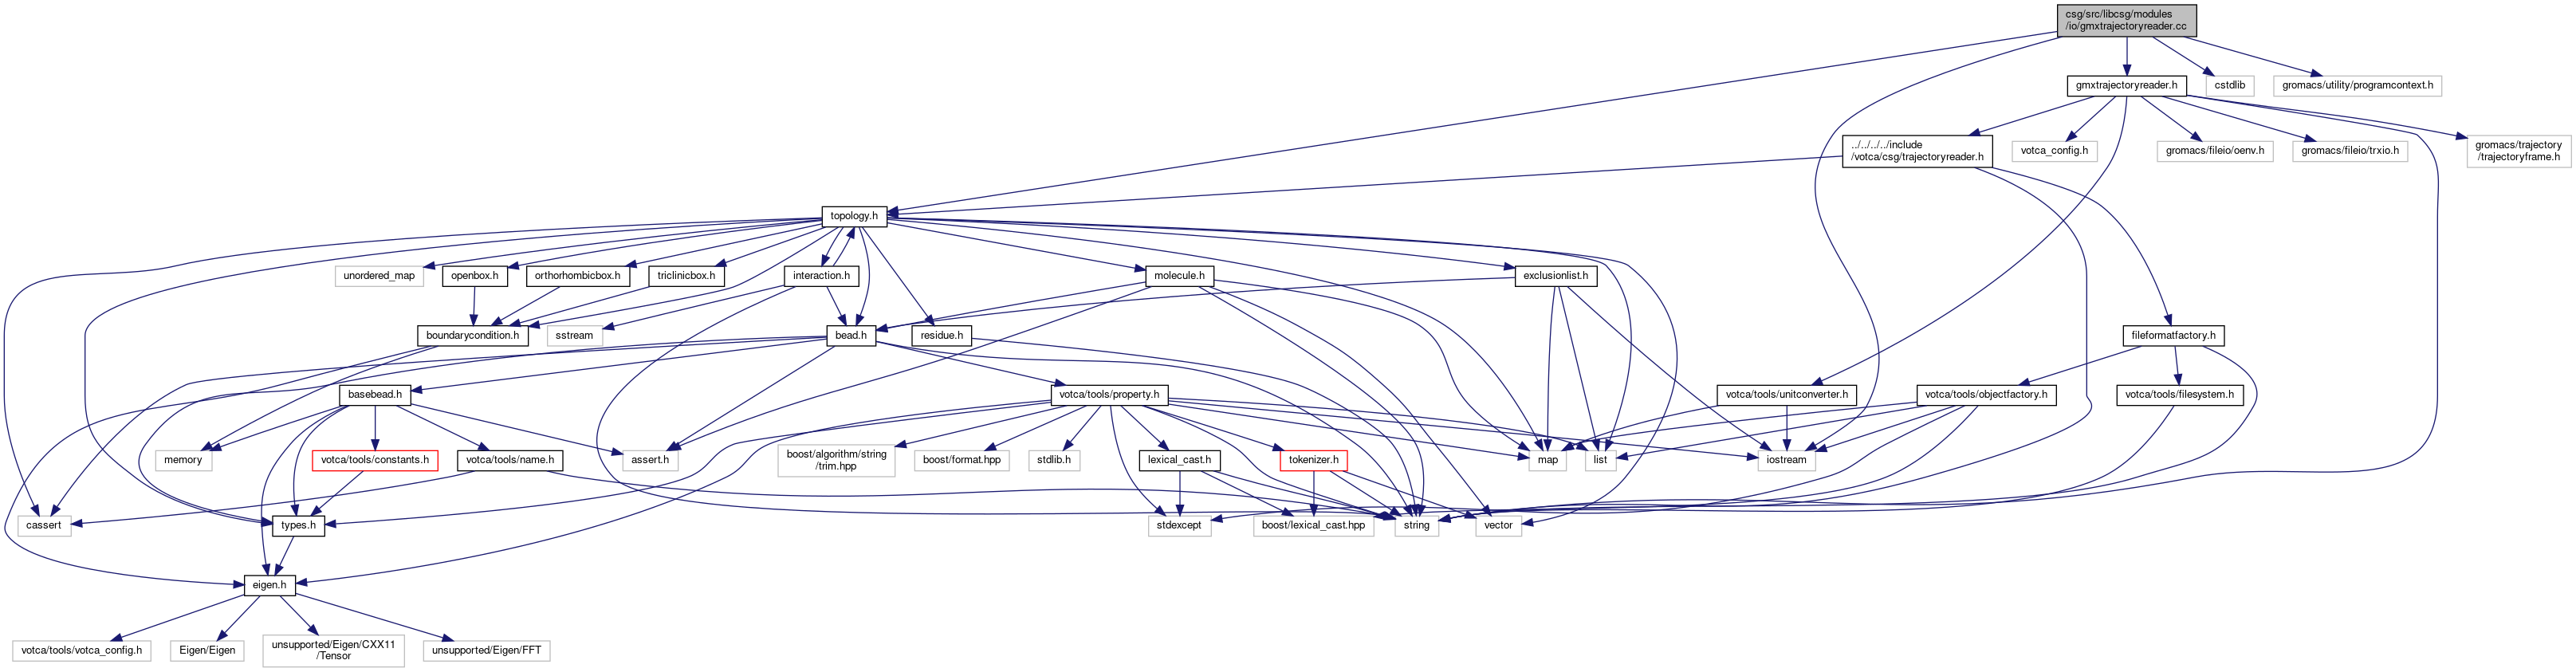 csg/src/libcsg/modules
/io/gmxtrajectoryreader.cc
gmxtrajectoryreader.h
cstdlib
gromacs/utility/programcontext.h
../../../../include
/votca/csg/trajectoryreader.h
votca_config.h
gromacs/fileio/oenv.h
gromacs/fileio/trxio.h
gromacs/trajectory
/trajectoryframe.h
topology.h
unordered_map
openbox.h
orthorhombicbox.h
triclinicbox.h
interaction.h
molecule.h
exclusionlist.h
boundarycondition.h
sstream
bead.h
residue.h
fileformatfactory.h
basebead.h
votca/tools/property.h
votca/tools/unitconverter.h
votca/tools/objectfactory.h
votca/tools/filesystem.h
memory
votca/tools/constants.h
votca/tools/name.h
assert.h
boost/algorithm/string
/trim.hpp
boost/format.hpp
stdlib.h
lexical_cast.h
tokenizer.h
map
list
iostream
cassert
types.h
stdexcept
boost/lexical_cast.hpp
string
vector
eigen.h
votca/tools/votca_config.h
Eigen/Eigen
unsupported/Eigen/CXX11
/Tensor
unsupported/Eigen/FFT